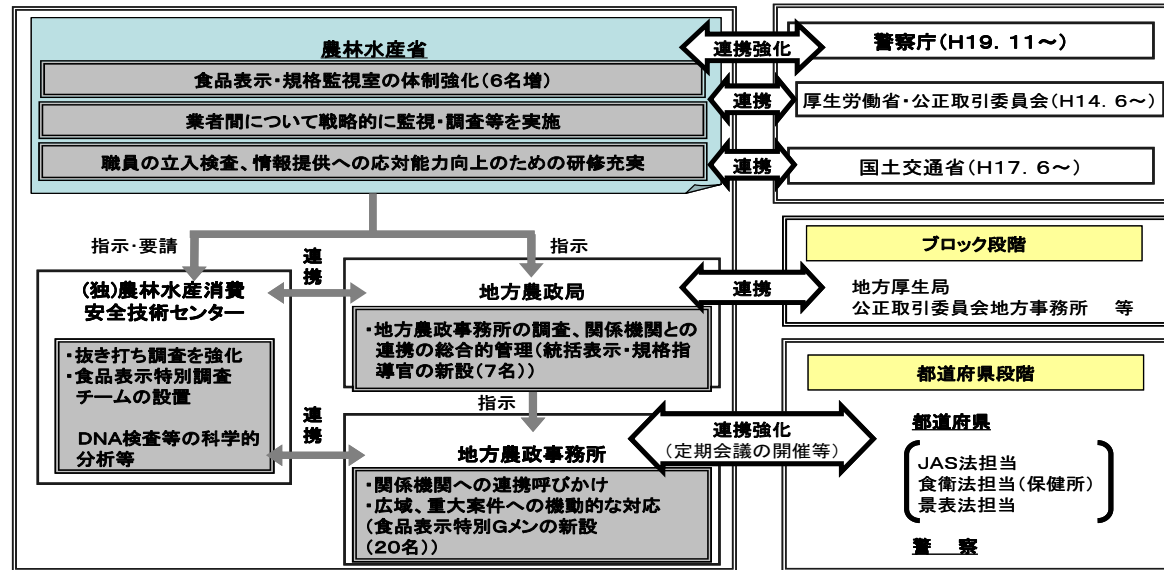 農林水産省
食品表示・規格監視室の体制強化(6名増)
業者間について戦略的に監視・調査等を実施
職員の立入検査、情報提供への応対能力向上のための研修充実
連携強化
警察庁(H19．11～)
連携
厚生労働省・公正取引委員会(H14．6～)
連携
国土交通省(H17．6～)
指示・要請
連携
指示
(独)農林水産消費
安全技術センター
・抜き打ち調査を強化
・食品表示特別調査
チームの設置
DNA検査等の科学的
分析等
地方農政局
・地方農政事務所の調査、関係機関との
連携の総合的管理(統括表示・規格指
導官の新設(7名))
連携
ブロック段階
地方厚生局
公正取引委員会地方事務所　等
指示
連携
地方農政事務所
・関係機関への連携呼びかけ
・広域、重大案件への機動的な対応
(食品表示特別Gメンの新設
(20名))
連携強化
(定期会議の開催等)
都道府県段階
都道府県
JAS法担当
食衛法担当(保健所)
景表法担当
警　察